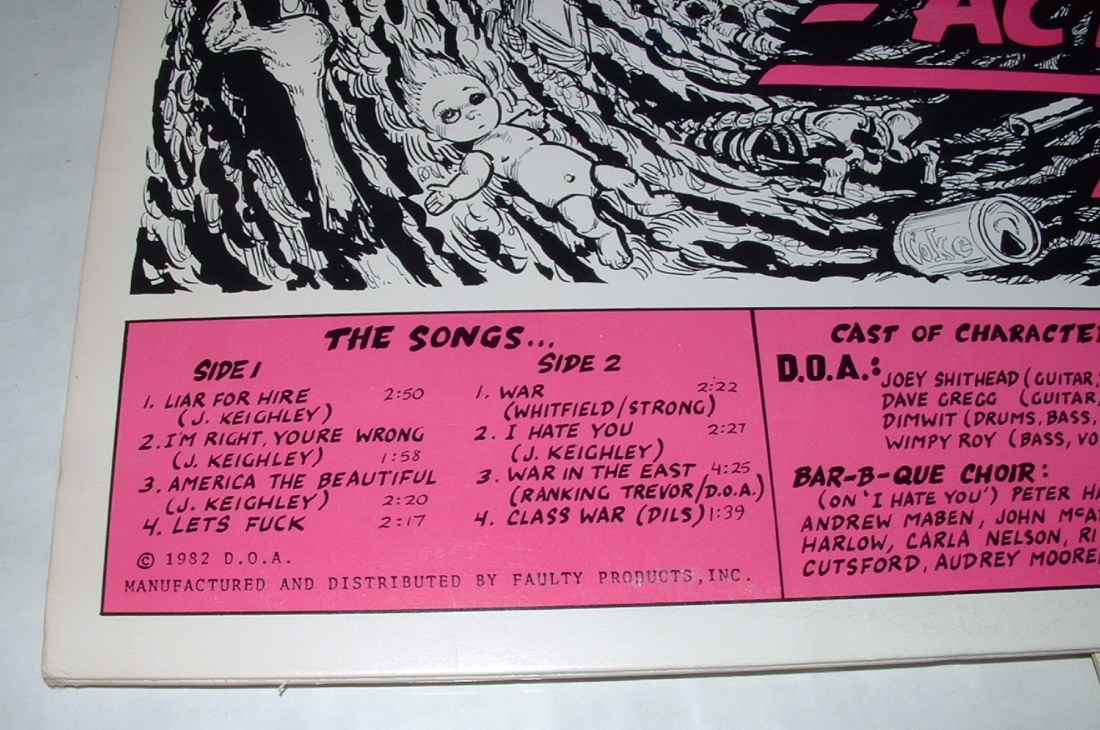 - AC
Coke
THE SONGS...
SIDE 1
1. LIAR FOR HIRE 2:50
(J. KEIGHLEY)
2. I'M RIGHT, YOURE WRONG
(J. KEIGHLEY) 1:58
3. AMERICA THE BEAUTIFUL
(J. KEIGHLEY) 2:20
4. LETS FUCK 2:17
SIDE 2
1. WAR 2:22
(WHITFIELD/STRONG)
2. I HATE YOU 2:27
(J. KEIGHLEY)
3. WAR IN THE EAST 4:25
(RANKING TREVOR/D.O.A.)
4. CLASS WAR (DILS) 1:39
© 1982 D.O.A.
MANUFACTURED AND DISTRIBUTED BY FAULTY PRODUCTS, INC.
CAST OF CHARACTE
D.O.A.:
JOEY SHITHEAD (GUITAR,
DAVE GREGG (GUITAR
DIMWIT (DRUMS, BASS,
WIMPY ROY (BASS, VO
BAR-B-QUE CHOIR:
(ON 'I HATE YOU') PETER HA
ANDREW MABEN, JOHN McA
HARLOW, CARLA NELSON, RI
CUTSFORD, AUDREY MOORE